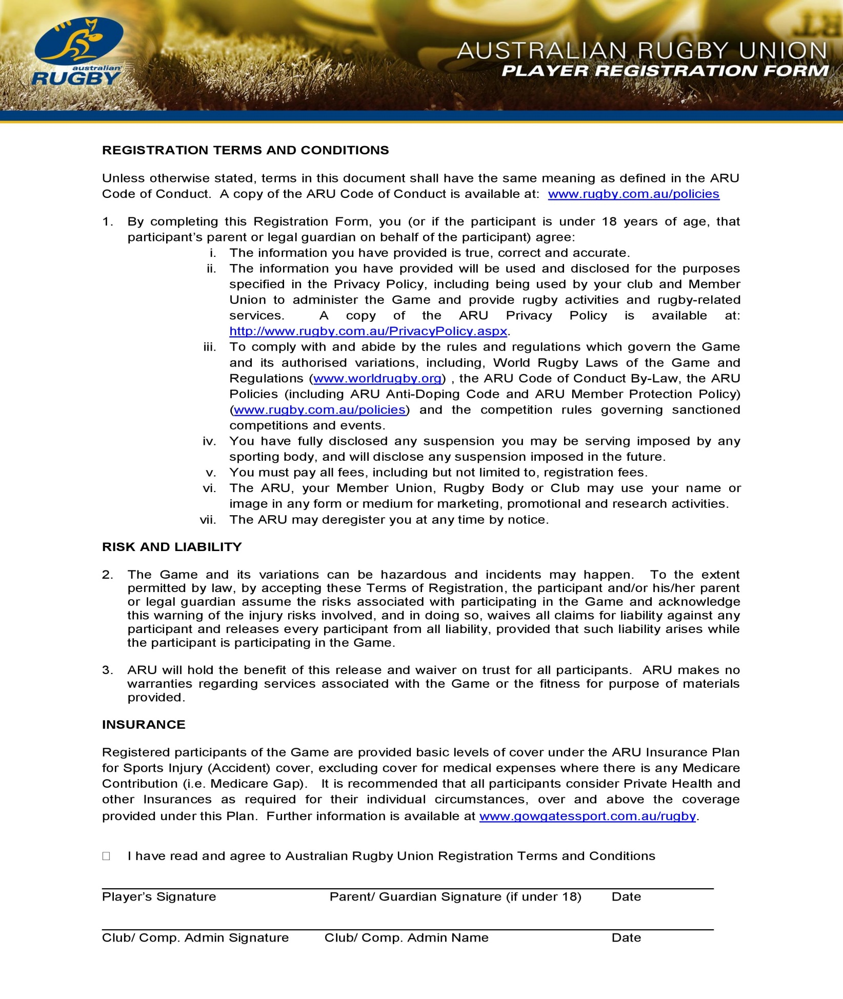 australian
RUGBY
AUSTRALIAN RUGBY UNION
PLAYER REGISTRATION FORM
REGISTRATION TERMS AND CONDITIONS
Unless otherwise stated, terms in this document shall have the same meaning as defined in the ARU
Code of Conduct.  A copy of the ARU Code of Conduct is available at:  www.rugby.com.au/policies
1. By completing this Registration Form, you (or if the participant is under 18 years of age, that
participant's parent or legal guardian on behalf of the participant) agree:
i. The information you have provided is true, correct and accurate.
ii. The information you have provided will be used and disclosed for the purposes
specified in the Privacy Policy, including being used by your club and Member
Union to administer the Game and provide rugby activities and rugby-related
services.  A copy of the ARU Privacy Policy is available at:
http://www.rugby.com.au/PrivacyPolicy.aspx.
iii. To comply with and abide by the rules and regulations which govern the Game
and its authorised variations, including, World Rugby Laws of the Game and
Regulations (www.worldrugby.org) , the ARU Code of Conduct By-Law, the ARU
Policies (including ARU Anti-Doping Code and ARU Member Protection Policy)
(www.rugby.com.au/policies) and the competition rules governing sanctioned
competitions and events.
iv. You have fully disclosed any suspension you may be serving imposed by any
sporting body, and will disclose any suspension imposed in the future.
v. You must pay all fees, including but not limited to, registration fees.
vi. The ARU, your Member Union, Rugby Body or Club may use your name or
image in any form or medium for marketing, promotional and research activities.
vii. The ARU may deregister you at any time by notice.
RISK AND LIABILITY
2. The Game and its variations can be hazardous and incidents may happen.  To the extent
permitted by law, by accepting these Terms of Registration, the participant and/or his/her parent
or legal guardian assume the risks associated with participating in the Game and acknowledge
this warning of the injury risks involved, and in doing so, waives all claims for liability against any
participant and releases every participant from all liability, provided that such liability arises while
the participant is participating in the Game.
3. ARU will hold the benefit of this release and waiver on trust for all participants.  ARU makes no
warranties regarding services associated with the Game or the fitness for purpose of materials
provided.
INSURANCE
Registered participants of the Game are provided basic levels of cover under the ARU Insurance Plan
for Sports Injury (Accident) cover, excluding cover for medical expenses where there is any Medicare
Contribution (i.e. Medicare Gap).  It is recommended that all participants consider Private Health and
other Insurances as required for their individual circumstances, over and above the coverage
provided under this Plan.  Further information is available at www.gowgatessport.com.au/rugby.
☐ I have read and agree to Australian Rugby Union Registration Terms and Conditions
Player's Signature Parent/ Guardian Signature (if under 18) Date
Club/ Comp. Admin Signature Club/ Comp. Admin Name Date